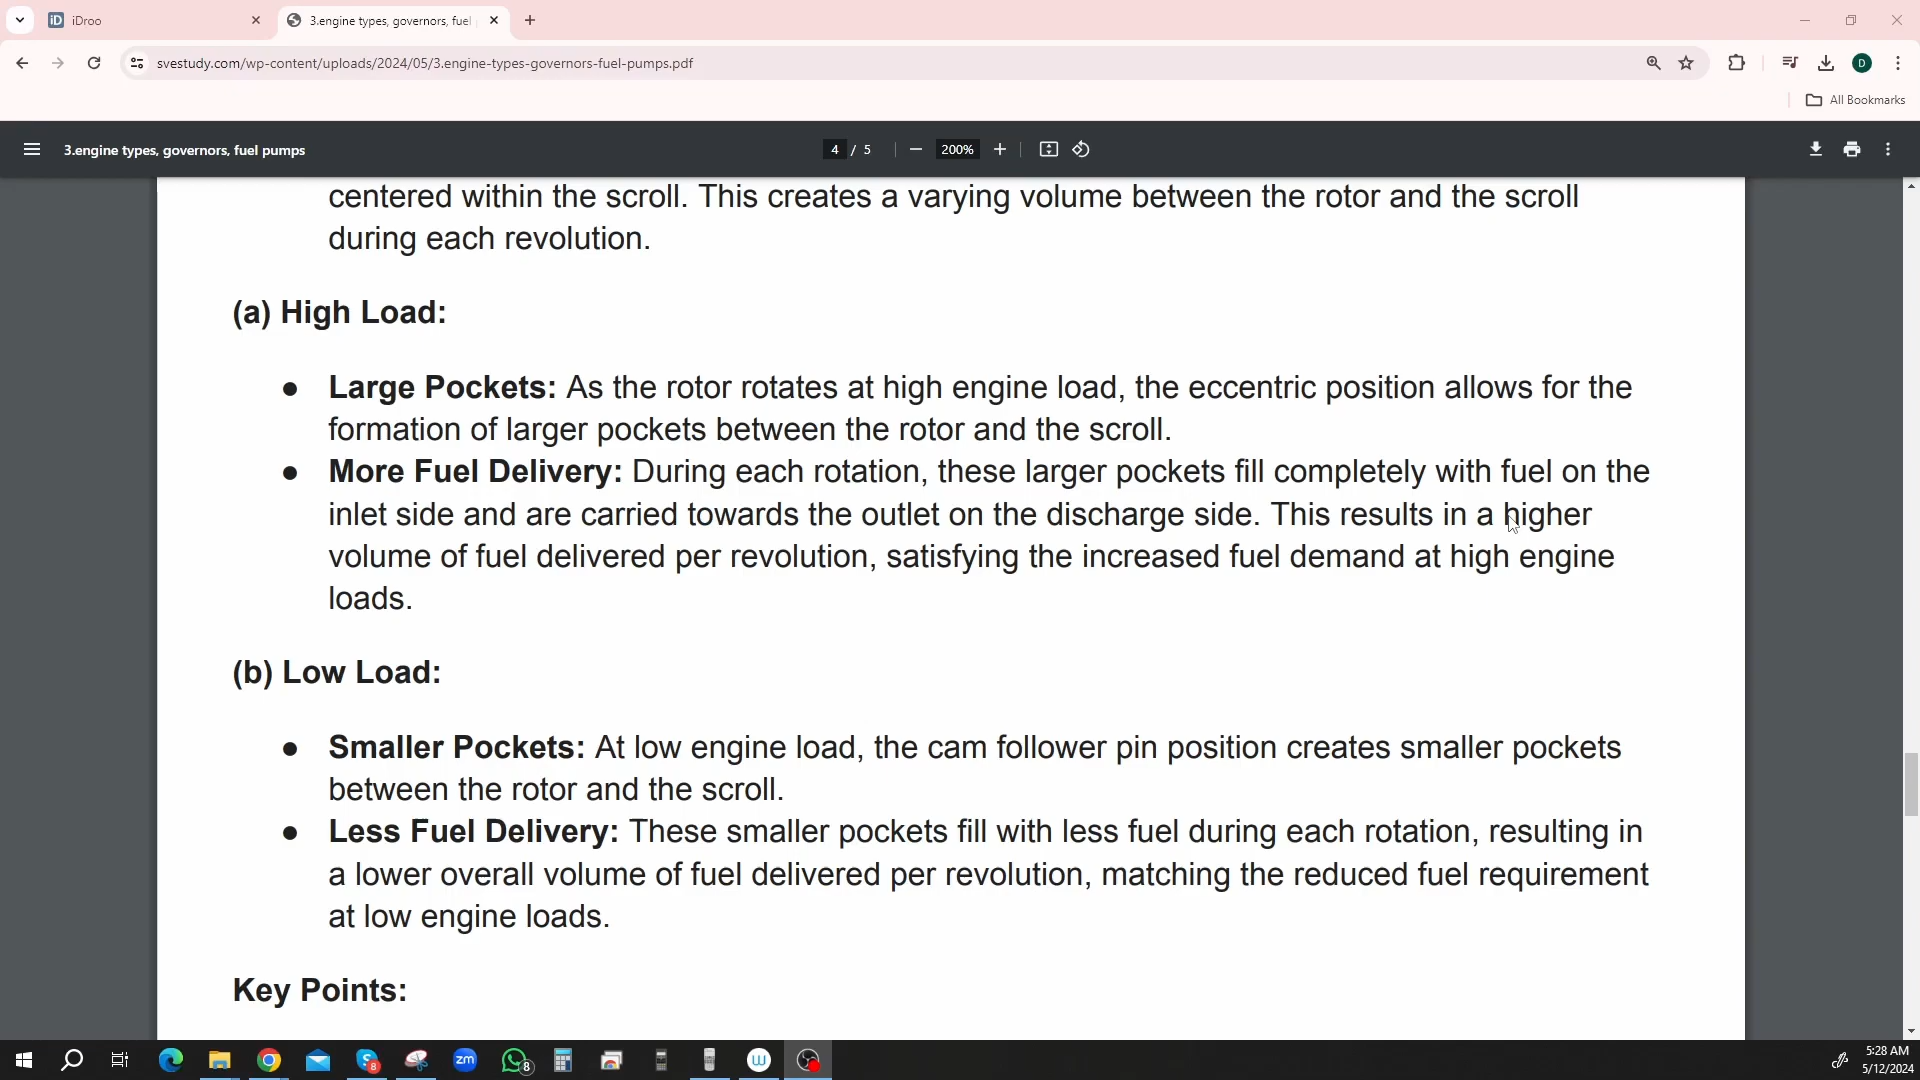 iDroo
3.engine types, governors, fuel
svestudy.com/wp-content/uploads/2024/05/3.engine-types-governors-fuel-pumps.pdf
D
All Bookmarks
3.engine types, governors, fuel pumps
4 / 5
200%
centered within the scroll. This creates a varying volume between the rotor and the scroll
during each revolution.
(a) High Load:
● Large Pockets: As the rotor rotates at high engine load, the eccentric position allows for the
formation of larger pockets between the rotor and the scroll.
● More Fuel Delivery: During each rotation, these larger pockets fill completely with fuel on the
inlet side and are carried towards the outlet on the discharge side. This results in a higher
volume of fuel delivered per revolution, satisfying the increased fuel demand at high engine
loads.
(b) Low Load:
● Smaller Pockets: At low engine load, the cam follower pin position creates smaller pockets
between the rotor and the scroll.
● Less Fuel Delivery: These smaller pockets fill with less fuel during each rotation, resulting in
a lower overall volume of fuel delivered per revolution, matching the reduced fuel requirement
at low engine loads.
Key Points:
8
zm
8
5:28 AM
5/12/2024